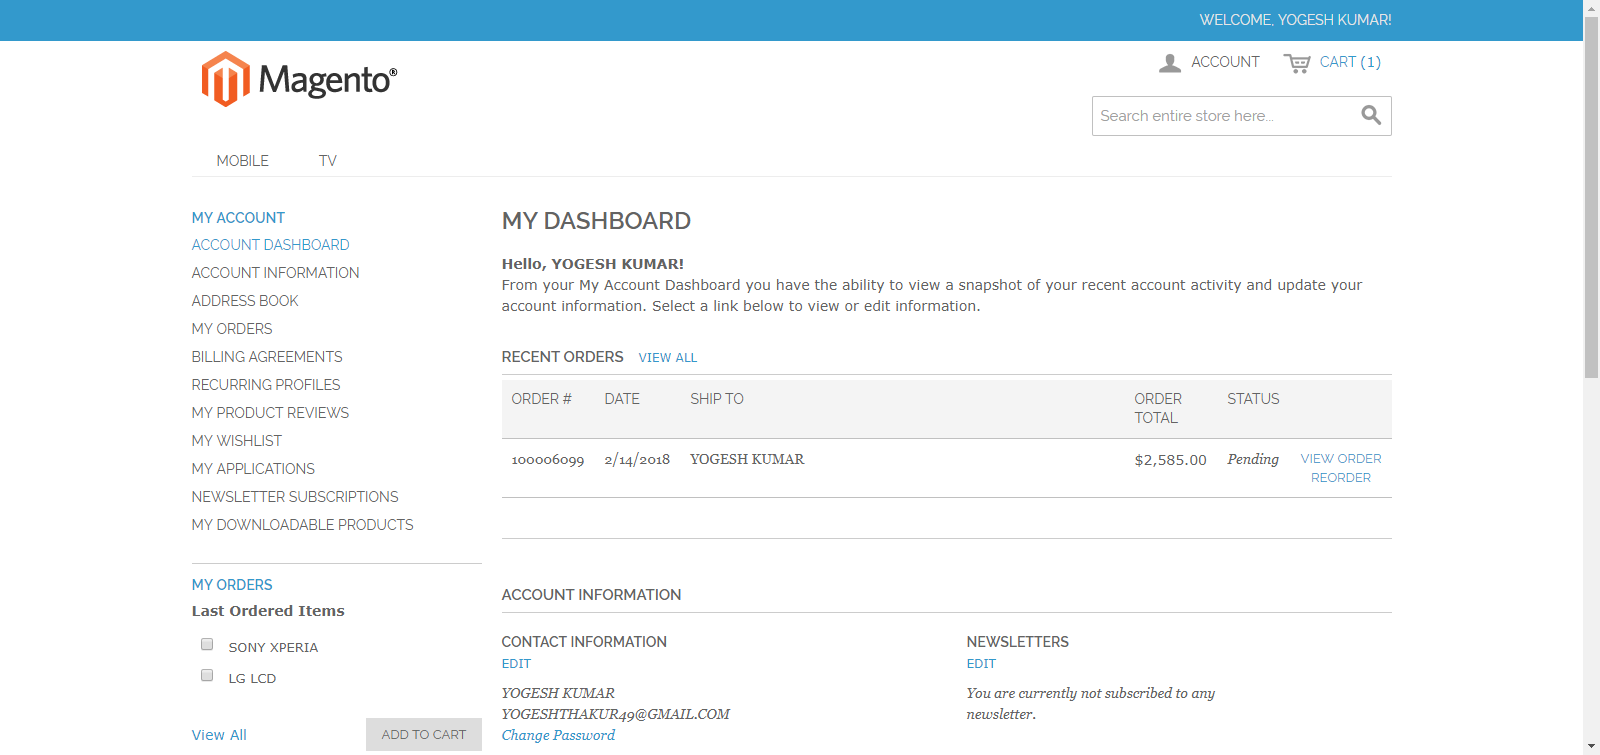 WELCOME, YOGESH KUMAR!
Magento®
ACCOUNT
CART (1)
Search entire store here...
MOBILE
TV
MY ACCOUNT
ACCOUNT DASHBOARD
ACCOUNT INFORMATION
ADDRESS BOOK
MY ORDERS
BILLING AGREEMENTS
RECURRING PROFILES
MY PRODUCT REVIEWS
MY WISHLIST
MY APPLICATIONS
NEWSLETTER SUBSCRIPTIONS
MY DOWNLOADABLE PRODUCTS
MY ORDERS
Last Ordered Items
SONY XPERIA
LG LCD
View All
ADD TO CART
MY DASHBOARD
Hello, YOGESH KUMAR!
From your My Account Dashboard you have the ability to view a snapshot of your recent account activity and update your
account information. Select a link below to view or edit information.
RECENT ORDERS VIEW ALL
ORDER # DATE SHIP TO ORDER TOTAL STATUS
100006099 2/14/2018 YOGESH KUMAR $2,585.00 Pending VIEW ORDER
REORDER
ACCOUNT INFORMATION
CONTACT INFORMATION
EDIT
YOGESH KUMAR
YOGESHTHAKUR49@GMAIL.COM
Change Password
NEWSLETTERS
EDIT
You are currently not subscribed to any
newsletter.